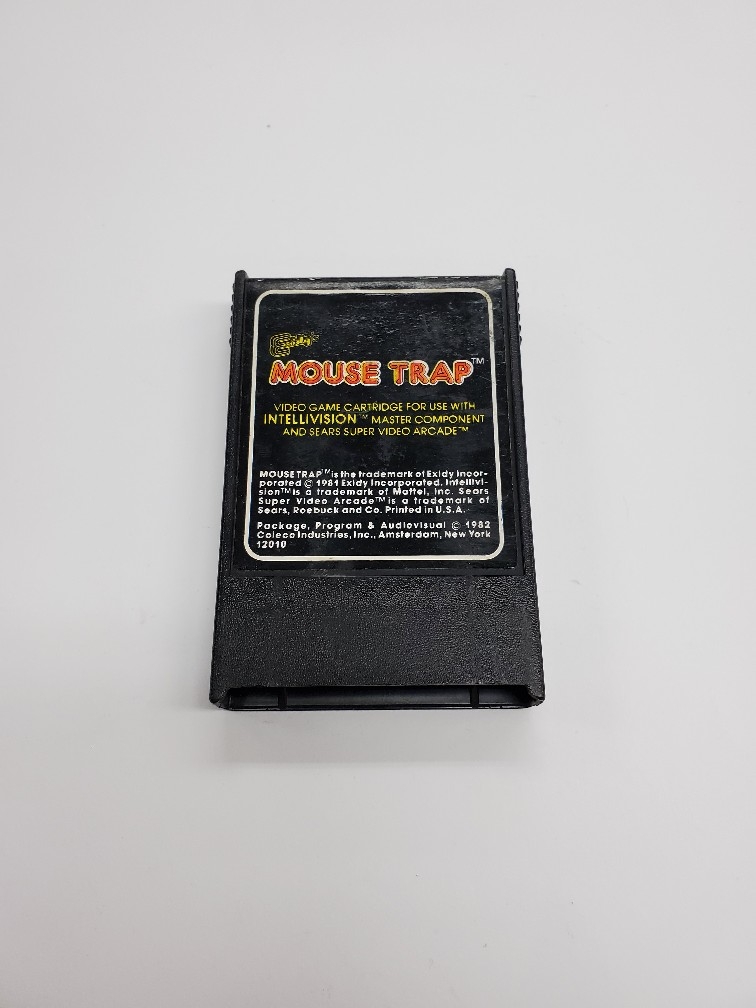 Exidy's
MOUSE TRAP™
VIDEO GAME CARTRIDGE FOR USE WITH
INTELLIVISION™ MASTER COMPONENT
AND SEARS SUPER VIDEO ARCADE™
MOUSE TRAP™ is the trademark of Exidy Incor-
porated © 1981 Exidy Incorporated. Intellivi-
sion™ is a trademark of Mattel, Inc. Sears
Super Video Arcade™ is a trademark of
Sears, Roebuck and Co. Printed in U.S.A.
Package, Program & Audiovisual © 1982
Coleco Industries, Inc., Amsterdam, New York
12010